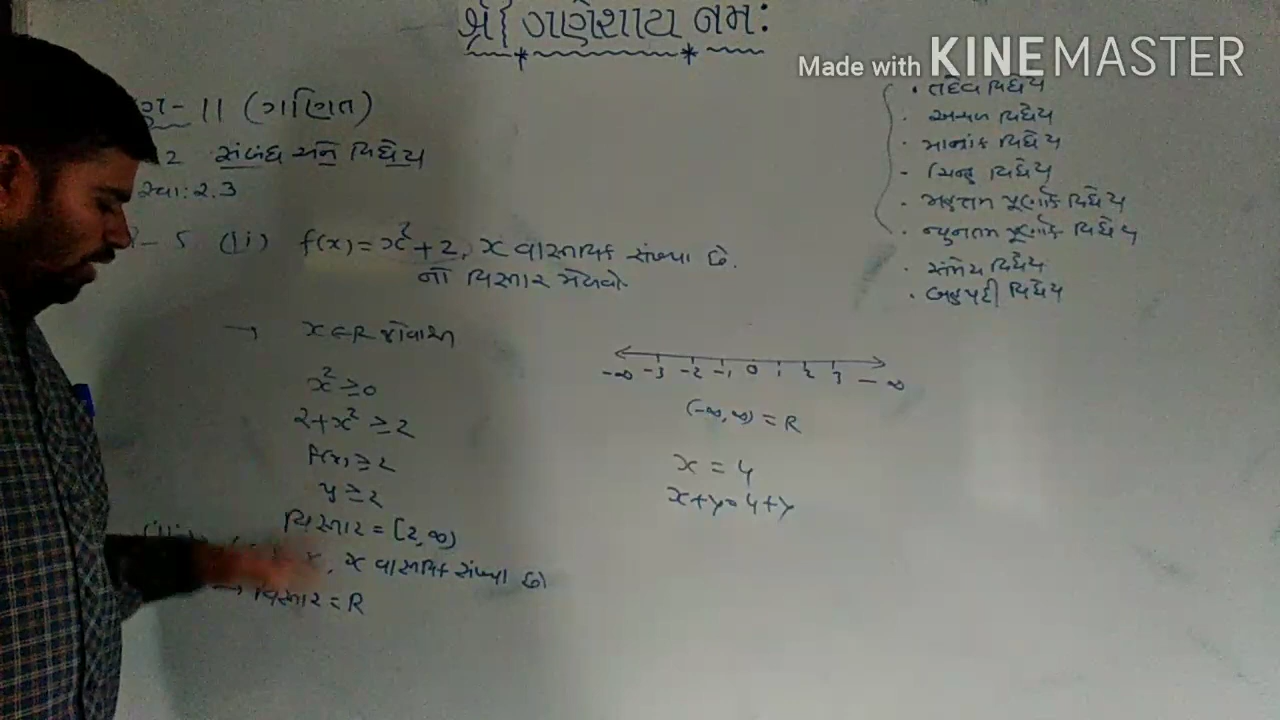 શ્રી ગણેશાય નમઃ
Made with KINEMASTER
- 11 (ગણિત)
2 સંબંધ અને વિધેય
સ્વા: 2.3
- 5 (ii) f(x) = x² + 2, x વાસ્તવિક સંખ્યા છે.
નો વિસ્તાર મેળવો.
→ x ∈ R હોવાથી
x² ≥ 0
2 + x² ≥ 2
f(x) ≥ 2
y ≥ 2
વિસ્તાર = [2, ∞)
(iii) x, x વાસ્તવિક સંખ્યા છે
→ વિસ્તાર = R
-∞ -3 -2 -1 0 1 2 3 -∞
(-∞, ∞) = R
x = 4
x + y = 4 + y
• તદેવ વિધેય
• અચળ વિધેય
• માનાંક વિધેય
- ચિહ્ન વિધેય
• મહત્તમ પૂર્ણાંક વિધેય
• ન્યુનતમ પૂર્ણાંક વિધેય
• સંમેય વિધેય
• બહુપદી વિધેય